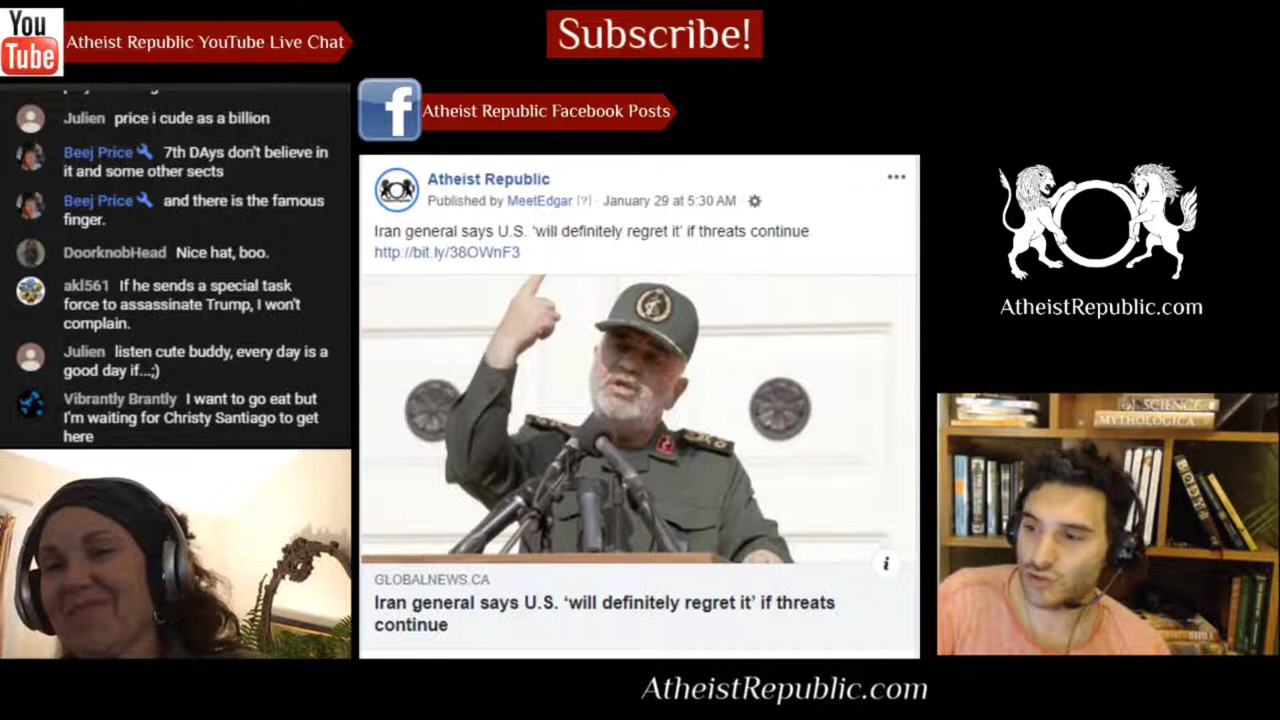 You
Tube
Atheist Republic YouTube Live Chat
Subscribe!
Julien price i cude as a billion
Beej Price 7th DAys don't believe in
it and some other sects
Beej Price and there is the famous
finger.
DoorknobHead Nice hat, boo.
akl561 If he sends a special task
force to assassinate Trump, I won't
complain.
Julien listen cute buddy, every day is a
good day if...;)
Vibrantly Brantly I want to go eat but
I'm waiting for Christy Santiago to get
here
f
Atheist Republic Facebook Posts
Atheist Republic
Published by MeetEdgar [?] · January 29 at 5:30 AM ·
Iran general says U.S. 'will definitely regret it' if threats continue
http://bit.ly/38OWnF3
i
GLOBALNEWS.CA
Iran general says U.S. ‘will definitely regret it’ if threats
continue
AtheistRepublic.com
SCIENCE
MYTHOLOGICA
AtheistRepublic.com